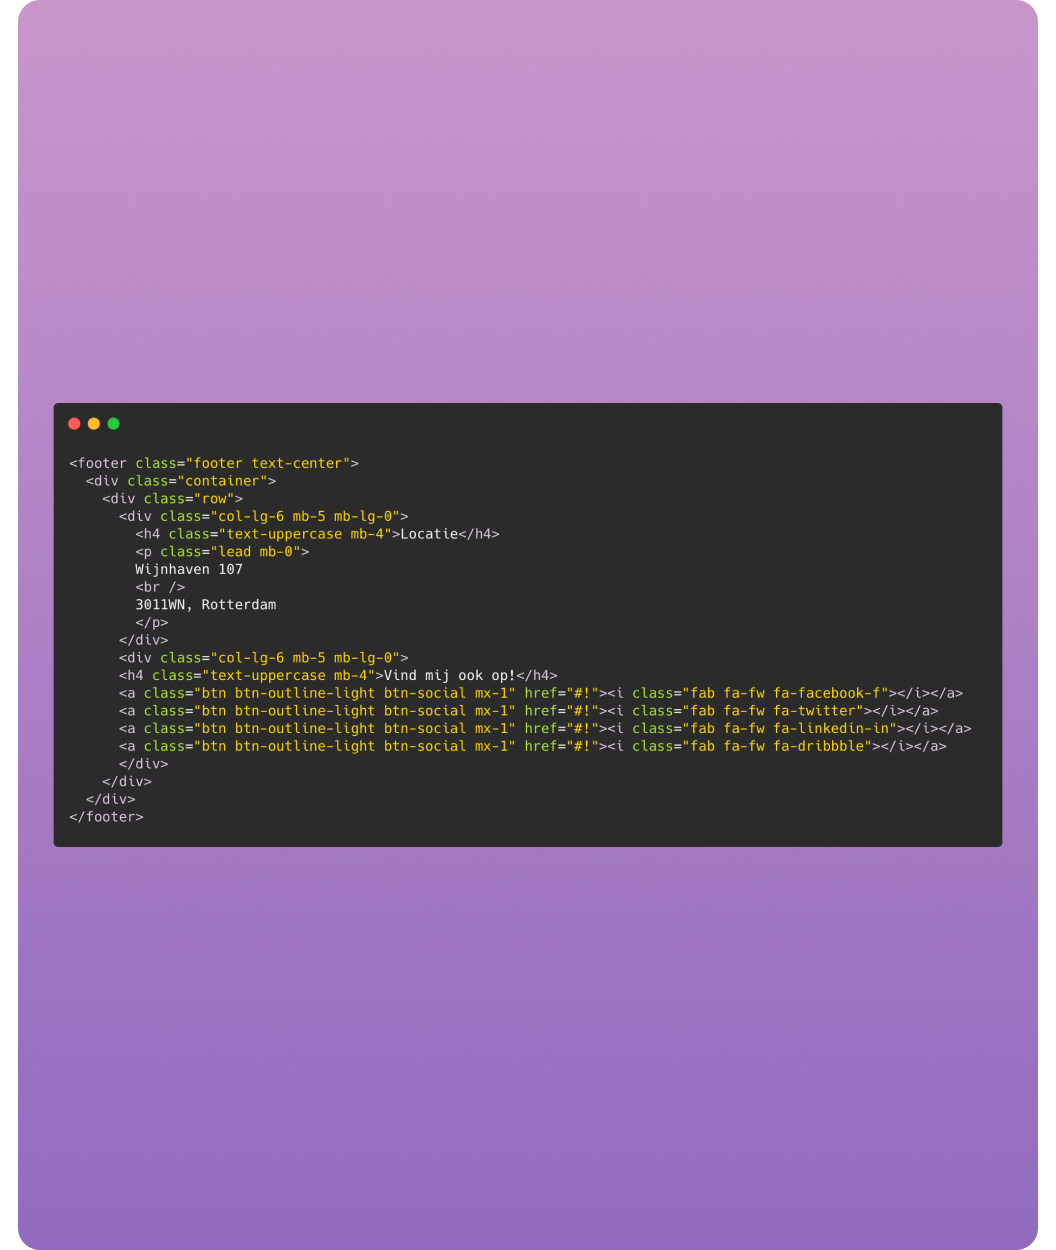 <footer class="footer text-center">
  <div class="container">
    <div class="row">
      <div class="col-lg-6 mb-5 mb-lg-0">
        <h4 class="text-uppercase mb-4">Locatie</h4>
        <p class="lead mb-0">
        Wijnhaven 107
        <br />
        3011WN, Rotterdam
        </p>
      </div>
      <div class="col-lg-6 mb-5 mb-lg-0">
      <h4 class="text-uppercase mb-4">Vind mij ook op!</h4>
      <a class="btn btn-outline-light btn-social mx-1" href="#!"><i class="fab fa-fw fa-facebook-f"></i></a>
      <a class="btn btn-outline-light btn-social mx-1" href="#!"><i class="fab fa-fw fa-twitter"></i></a>
      <a class="btn btn-outline-light btn-social mx-1" href="#!"><i class="fab fa-fw fa-linkedin-in"></i></a>
      <a class="btn btn-outline-light btn-social mx-1" href="#!"><i class="fab fa-fw fa-dribbble"></i></a>
      </div>
    </div>
  </div>
</footer>